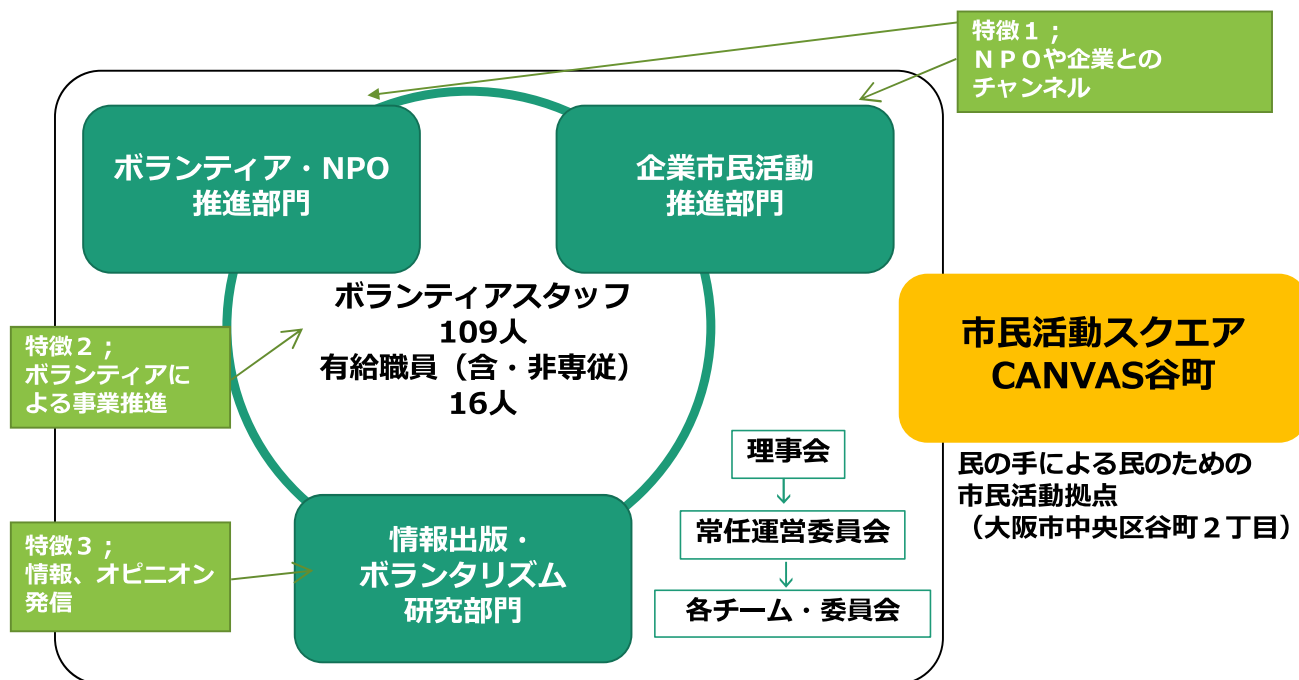 特徴１；
ＮＰＯや企業との
チャンネル
ボランティア・NPO
推進部門
企業市民活動
推進部門
ボランティアスタッフ
109人
有給職員（含・非専従）
16人
特徴２；
ボランティアに
よる事業推進
市民活動スクエア
CANVAS谷町
民の手による民のための
市民活動拠点
（大阪市中央区谷町２丁目）
理事会
常任運営委員会
各チーム・委員会
特徴３；
情報、オピニオン
発信
情報出版・
ボランタリズム
研究部門